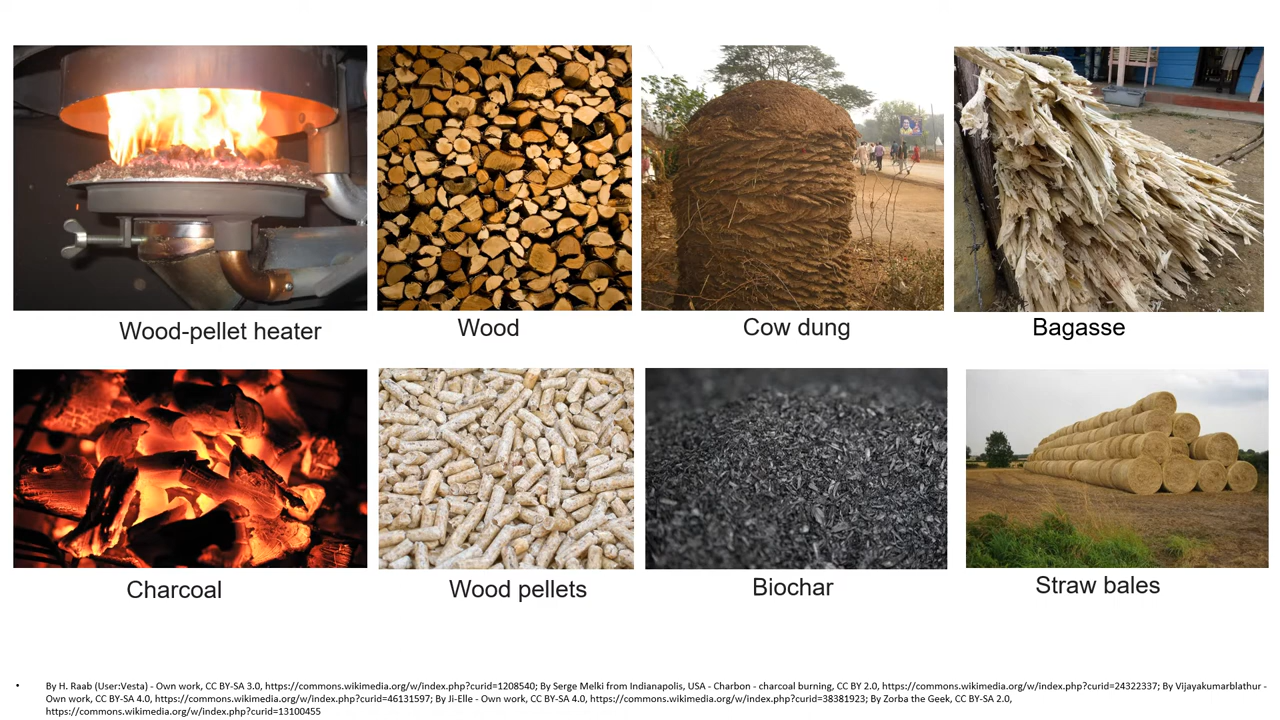 Wood-pellet heater
Wood
Cow dung
Bagasse
Charcoal
Wood pellets
Biochar
Straw bales
• By H. Raab (User:Vesta) - Own work, CC BY-SA 3.0, https://commons.wikimedia.org/w/index.php?curid=1208540; By Serge Melki from Indianapolis, USA - Charbon - charcoal burning, CC BY 2.0, https://commons.wikimedia.org/w/index.php?curid=24322337; By Vijayakumarblathur -
Own work, CC BY-SA 4.0, https://commons.wikimedia.org/w/index.php?curid=46131597; By Ji-Elle - Own work, CC BY-SA 4.0, https://commons.wikimedia.org/w/index.php?curid=38381923; By Zorba the Geek, CC BY-SA 2.0,
https://commons.wikimedia.org/w/index.php?curid=13100455